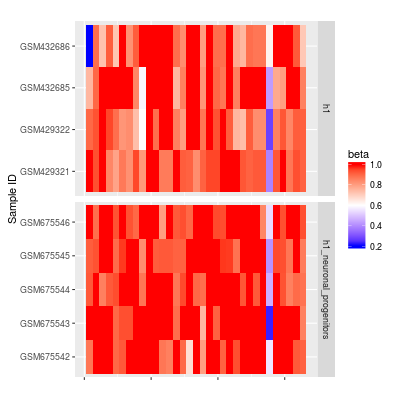 GSM432686
GSM432685
GSM429322
GSM429321
h1
GSM675546
GSM675545
GSM675544
GSM675543
GSM675542
h1_neuronal_progenitors
Sample ID
beta
1.0
0.8
0.6
0.4
0.2